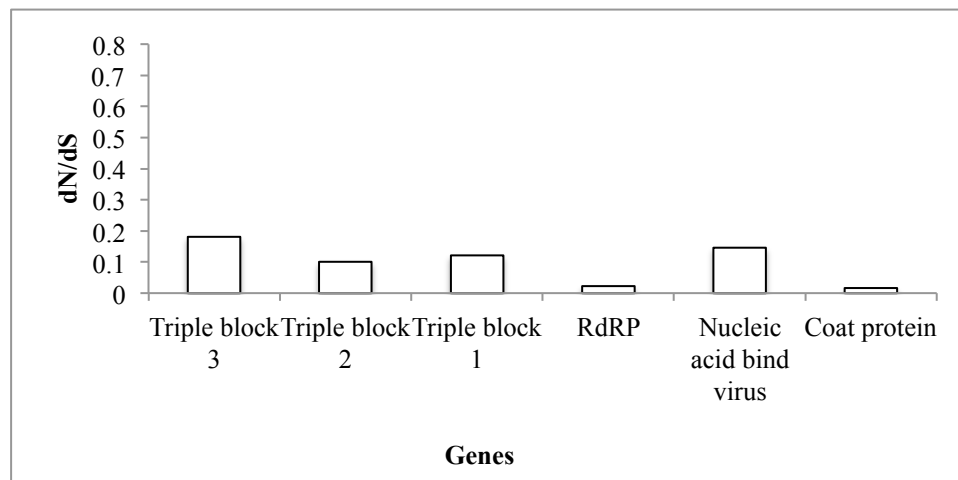 0.8
0.7
0.6
0.5
0.4
0.3
0.2
0.1
0
dN/dS
Triple block Triple block Triple block RdRP Nucleic Coat protein
3 2 1 acid bind
virus
Genes